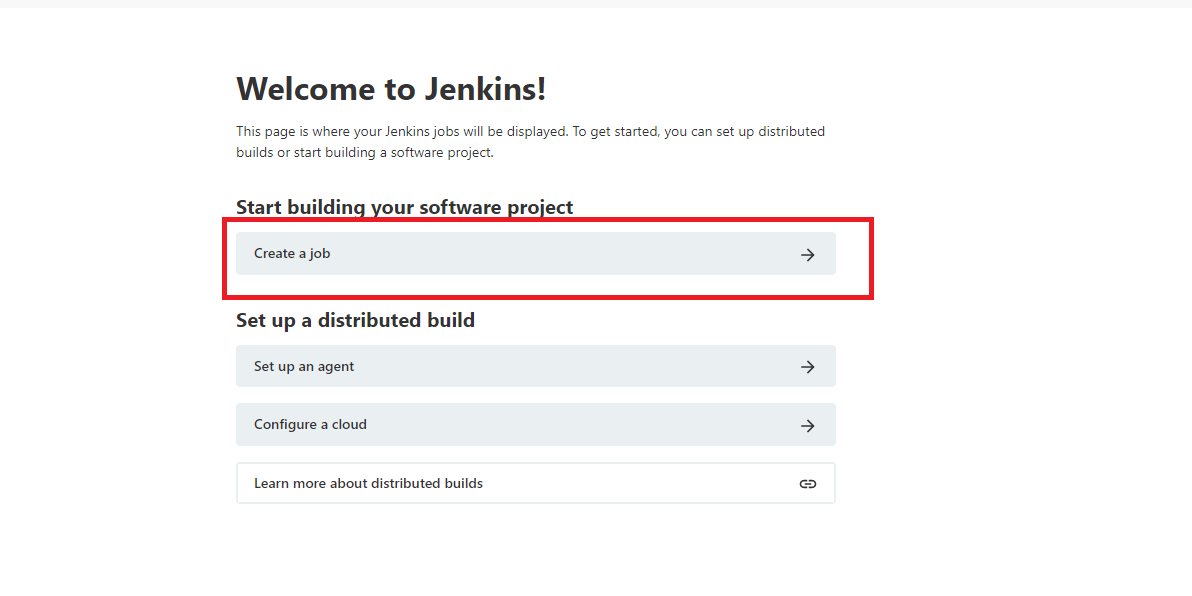 Welcome to Jenkins!
This page is where your Jenkins jobs will be displayed. To get started, you can set up distributed
builds or start building a software project.
Start building your software project
Create a job
Set up a distributed build
Set up an agent
Configure a cloud
Learn more about distributed builds